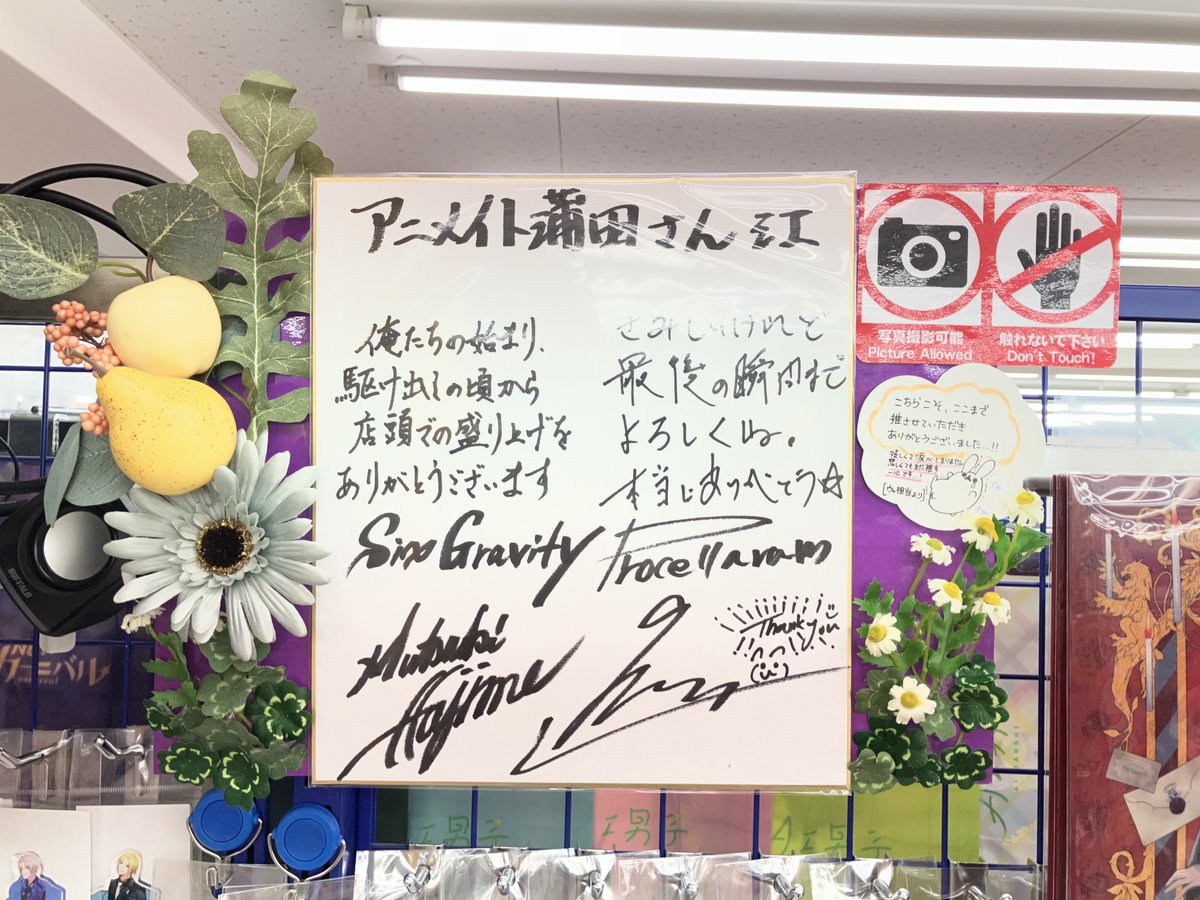 アニメイト蒲田さん江
俺たちの始まり、
駆け出しの頃から
店頭での盛り上げを
ありがとうございます
Six Gravity
Mutsuki
Hajime
さみしいけれど
最後の瞬間まで
よろしくね。
本当にありがとう☆
Procellarum
Thank you
!!
!!
写真撮影可能
Picture Allowed
触れないで下さい
Don't Touch!
こちらこそ、ここまで
推させていただき
ありがとうございました…!!
BUFFALO